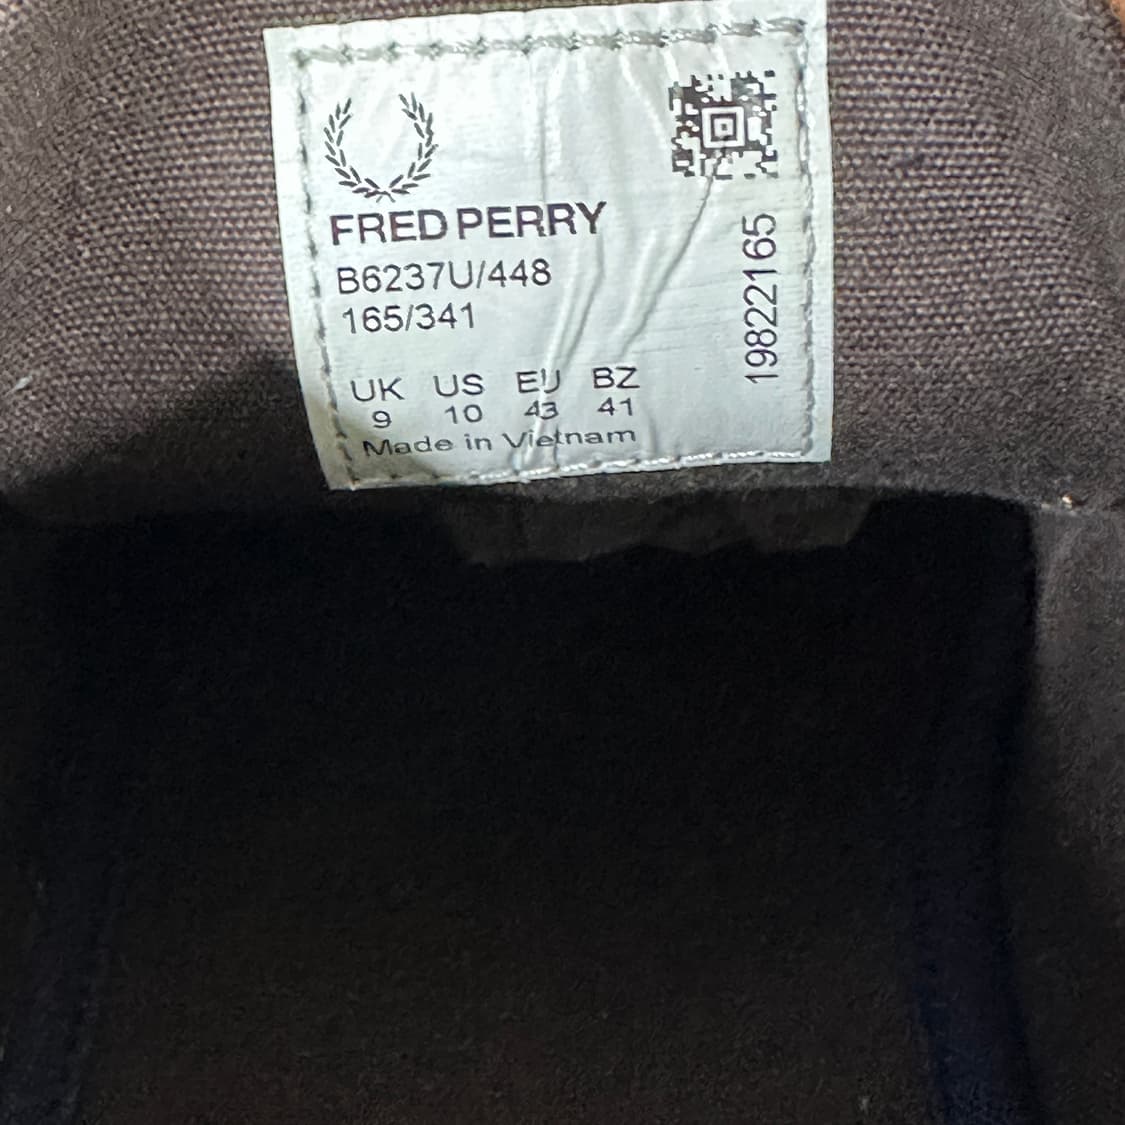 FRED PERRY
B6237U/448
165/341
UK US EU BZ
9 10 43 41
Made in Vietnam
19822165